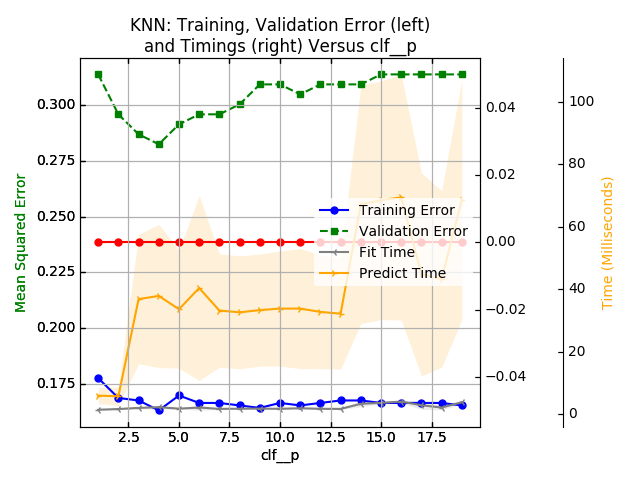 KNN: Training, Validation Error (left)
and Timings (right) Versus clf__p
Mean Squared Error
0.300
0.275
0.250
0.225
0.200
0.175
2.5 5.0 7.5 10.0 12.5 15.0 17.5
clf__p
Training Error
Validation Error
Fit Time
Predict Time
0.04
0.02
0.00
−0.02
−0.04
100
80
60
40
20
0
Time (Milliseconds)